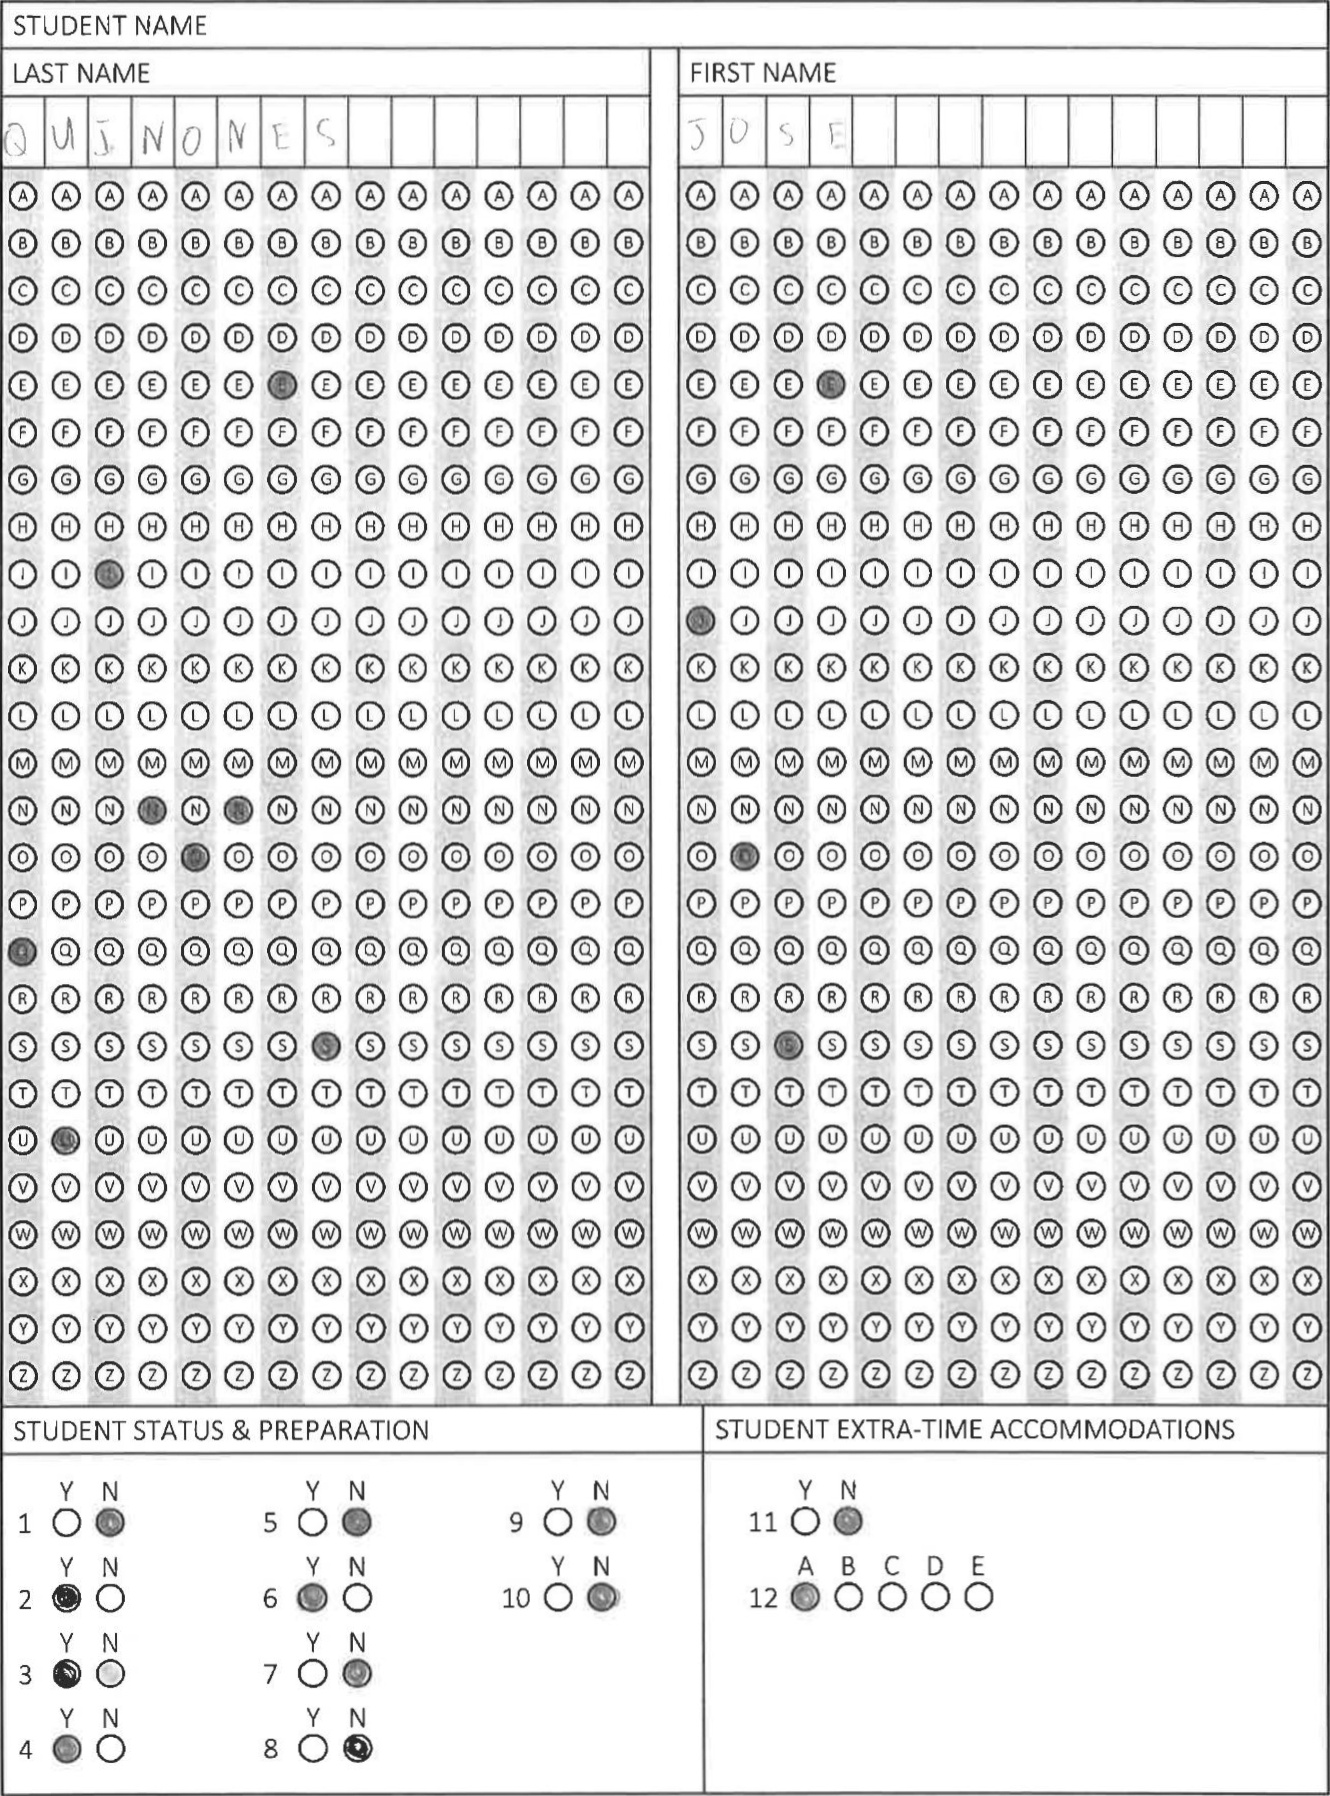 STUDENT NAME
LAST NAME FIRST NAME
Q U I N O N E S J O S E
A A A A A A A A A A A A A A A A A A A A A A A A A A A A A A
B B B B B B B B B B B B B B B B B B B B B B B B B B B B B B
C C C C C C C C C C C C C C C C C C C C C C C C C C C C C C
D D D D D D D D D D D D D D D D D D D D D D D D D D D D D D
E E E E E E E E E E E E E E E E E E E E E E E E E E E E E E
F F F F F F F F F F F F F F F F F F F F F F F F F F F F F F
G G G G G G G G G G G G G G G G G G G G G G G G G G G G G G
H H H H H H H H H H H H H H H H H H H H H H H H H H H H H H
I I I I I I I I I I I I I I I I I I I I I I I I I I I I I I
J J J J J J J J J J J J J J J J J J J J J J J J J J J J J J
K K K K K K K K K K K K K K K K K K K K K K K K K K K K K K
L L L L L L L L L L L L L L L L L L L L L L L L L L L L L L
M M M M M M M M M M M M M M M M M M M M M M M M M M M M M M
N N N N N N N N N N N N N N N N N N N N N N N N N N N N N N
O O O O O O O O O O O O O O O O O O O O O O O O O O O O O O
P P P P P P P P P P P P P P P P P P P P P P P P P P P P P P
Q Q Q Q Q Q Q Q Q Q Q Q Q Q Q Q Q Q Q Q Q Q Q Q Q Q Q Q Q Q
R R R R R R R R R R R R R R R R R R R R R R R R R R R R R R
S S S S S S S S S S S S S S S S S S S S S S S S S S S S S S
T T T T T T T T T T T T T T T T T T T T T T T T T T T T T T
U U U U U U U U U U U U U U U U U U U U U U U U U U U U U U
V V V V V V V V V V V V V V V V V V V V V V V V V V V V V V
W W W W W W W W W W W W W W W W W W W W W W W W W W W W W W
X X X X X X X X X X X X X X X X X X X X X X X X X X X X X X
Y Y Y Y Y Y Y Y Y Y Y Y Y Y Y Y Y Y Y Y Y Y Y Y Y Y Y Y Y Y
Z Z Z Z Z Z Z Z Z Z Z Z Z Z Z Z Z Z Z Z Z Z Z Z Z Z Z Z Z Z
STUDENT STATUS & PREPARATION
Y N
1
Y N
2
Y N
3
Y N
4
Y N
5
Y N
6
Y N
7
Y N
8
Y N
9
Y N
10
STUDENT EXTRA-TIME ACCOMMODATIONS
Y N
11
A B C D E
12